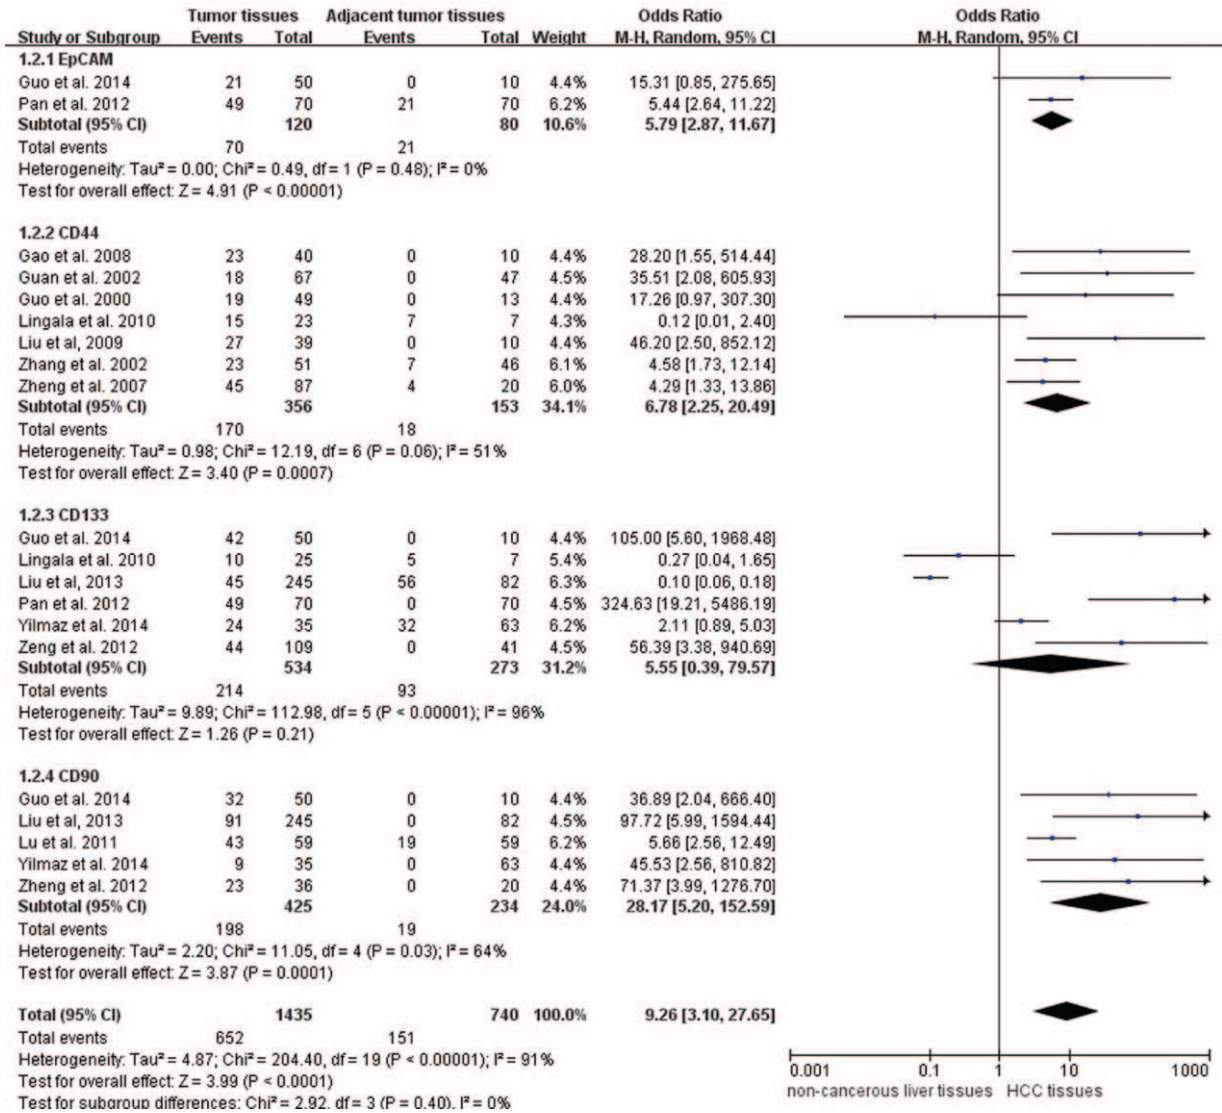 Tumor tissues Adjacent tumor tissues Odds Ratio Odds Ratio
Study or Subgroup Events Total Events Total Weight M-H, Random, 95% CI M-H, Random, 95% CI
1.2.1 EpCAM
Guo et al. 2014 21 50 0 10 4.4% 15.31 [0.85, 275.65]
Pan et al. 2012 49 70 21 70 6.2% 5.44 [2.64, 11.22]
Subtotal (95% CI) 120 80 10.6% 5.79 [2.87, 11.67]
Total events 70 21
Heterogeneity: Tau² = 0.00; Chi² = 0.49, df = 1 (P = 0.48); I² = 0%
Test for overall effect: Z = 4.91 (P < 0.00001)
1.2.2 CD44
Gao et al. 2008 23 40 0 10 4.4% 28.20 [1.55, 514.44]
Guan et al. 2002 18 67 0 47 4.5% 35.51 [2.08, 605.93]
Guo et al. 2000 19 49 0 13 4.4% 17.26 [0.97, 307.30]
Lingala et al. 2010 15 23 7 7 4.3% 0.12 [0.01, 2.40]
Liu et al, 2009 27 39 0 10 4.4% 46.20 [2.50, 852.12]
Zhang et al. 2002 23 51 7 46 6.1% 4.58 [1.73, 12.14]
Zheng et al. 2007 45 87 4 20 6.0% 4.29 [1.33, 13.86]
Subtotal (95% CI) 356 153 34.1% 6.78 [2.25, 20.49]
Total events 170 18
Heterogeneity: Tau² = 0.98; Chi² = 12.19, df = 6 (P = 0.06); I² = 51%
Test for overall effect: Z = 3.40 (P = 0.0007)
1.2.3 CD133
Guo et al. 2014 42 50 0 10 4.4% 105.00 [5.60, 1968.48]
Lingala et al. 2010 10 25 5 7 5.4% 0.27 [0.04, 1.65]
Liu et al, 2013 45 245 56 82 6.3% 0.10 [0.06, 0.18]
Pan et al. 2012 49 70 0 70 4.5% 324.63 [19.21, 5486.19]
Yilmaz et al. 2014 24 35 32 63 6.2% 2.11 [0.89, 5.03]
Zeng et al. 2012 44 109 0 41 4.5% 56.39 [3.38, 940.69]
Subtotal (95% CI) 534 273 31.2% 5.55 [0.39, 79.57]
Total events 214 93
Heterogeneity: Tau² = 9.89; Chi² = 112.98, df = 5 (P < 0.00001); I² = 96%
Test for overall effect: Z = 1.26 (P = 0.21)
1.2.4 CD90
Guo et al. 2014 32 50 0 10 4.4% 36.89 [2.04, 666.40]
Liu et al, 2013 91 245 0 82 4.5% 97.72 [5.99, 1594.44]
Lu et al. 2011 43 59 19 59 6.2% 5.66 [2.56, 12.49]
Yilmaz et al. 2014 9 35 0 63 4.4% 45.53 [2.56, 810.82]
Zheng et al. 2012 23 36 0 20 4.4% 71.37 [3.99, 1276.70]
Subtotal (95% CI) 425 234 24.0% 28.17 [5.20, 152.59]
Total events 198 19
Heterogeneity: Tau² = 2.20; Chi² = 11.05, df = 4 (P = 0.03); I² = 64%
Test for overall effect: Z = 3.87 (P = 0.0001)
Total (95% CI) 1435 740 100.0% 9.26 [3.10, 27.65]
Total events 652 151
Heterogeneity: Tau² = 4.87; Chi² = 204.40, df = 19 (P < 0.00001); I² = 91%
Test for overall effect: Z = 3.99 (P < 0.0001)
Test for subgroup differences: Chi² = 2.92, df = 3 (P = 0.40), I² = 0%
0.001 0.1 1 10 1000
non-cancerous liver tissues HCC tissues